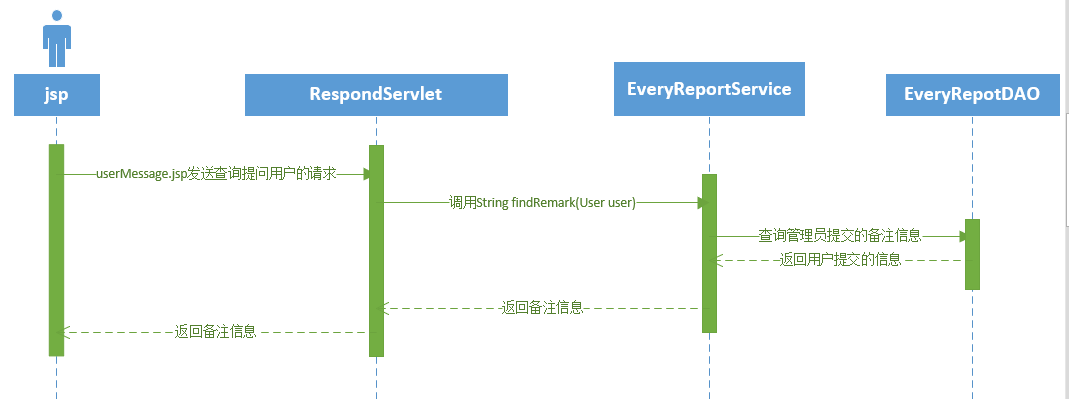 jsp
RespondServlet
EveryReportService
EveryRepotDAO
userMessage.jsp发送查询提问用户的请求
调用String findRemark(User user)
查询管理员提交的备注信息
返回用户提交的信息
返回备注信息
返回备注信息